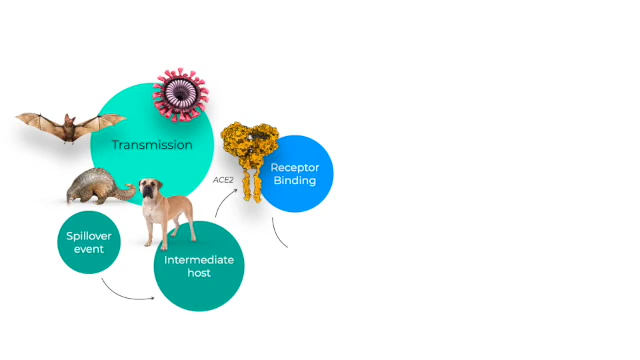 Transmission
Receptor
Binding
ACE2
Spillover
event
Intermediate
host